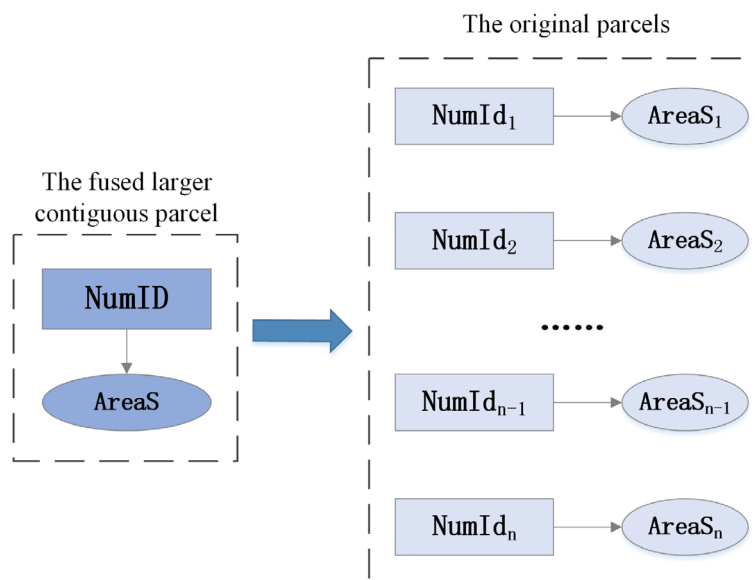 The original parcels
NumId₁
AreaS₁
The fused larger
contiguous parcel
NumId₂
AreaS₂
NumID
......
AreaS
NumIdₙ₋₁
AreaSₙ₋₁
NumIdₙ
AreaSₙ